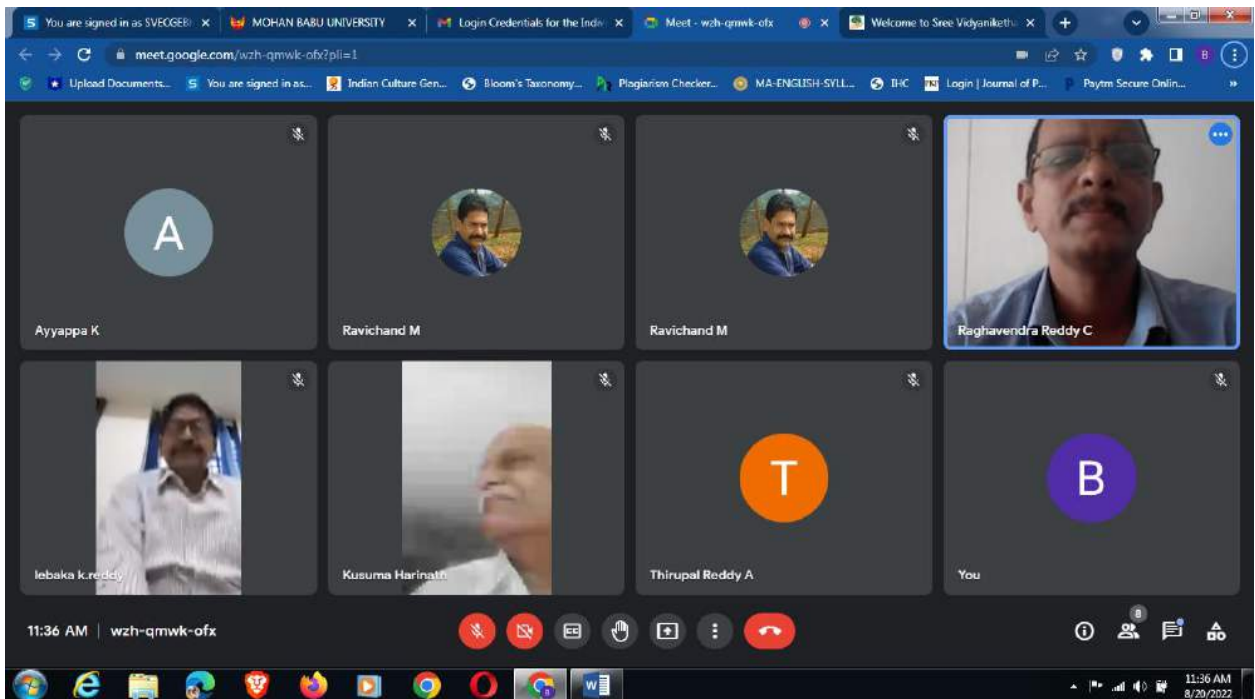 You are signed in as SVECGEB
MOHAN BABU UNIVERSITY
Login Credentials for the Indi
Meet - wzh-qmwk-ofx
Welcome to Sree Vidyaniketh
meet.google.com/wzh-qmwk-ofx?pli=1
B
Upload Documents...
You are signed in as...
Indian Culture Gen...
Bloom's Taxonomy...
Plagiarism Checker...
MA-ENGLISH-SYLL...
IHC
Login | Journal of P...
Paytm Secure Onlin...
A
Ayyappa K
Ravichand M
Ravichand M
Raghavendra Reddy C
lebaka k.reddy
Kusuma Harinath
T
Thirupal Reddy A
B
You
11:36 AM | wzh-qmwk-ofx
CC
8
11:36 AM
8/20/2022